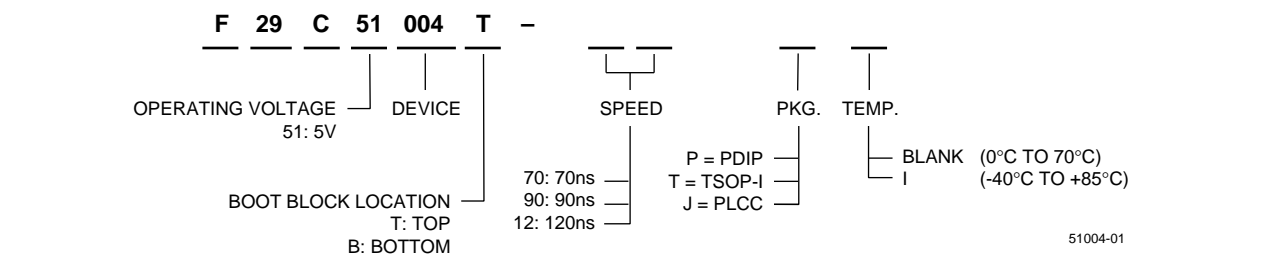 F 29 C 51 004 T –
OPERATING VOLTAGE
51: 5V
DEVICE
BOOT BLOCK LOCATION
T: TOP
B: BOTTOM
SPEED
70: 70ns
90: 90ns
12: 120ns
PKG.
P = PDIP
T = TSOP-I
J = PLCC
TEMP.
BLANK (0°C TO 70°C)
I (-40°C TO +85°C)
51004-01